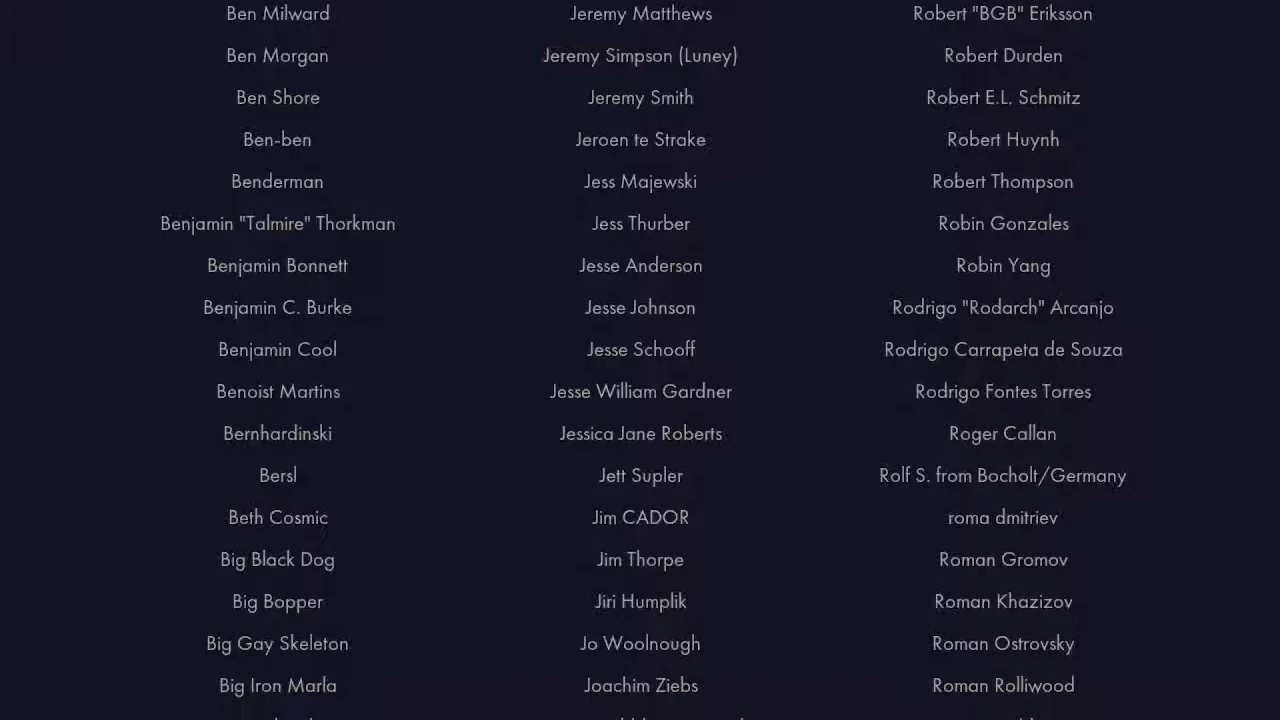 Ben Milward
Ben Morgan
Ben Shore
Ben-ben
Benderman
Benjamin "Talmire" Thorkman
Benjamin Bonnett
Benjamin C. Burke
Benjamin Cool
Benoist Martins
Bernhardinski
Bersl
Beth Cosmic
Big Black Dog
Big Bopper
Big Gay Skeleton
Big Iron Marla
Jeremy Matthews
Jeremy Simpson (Luney)
Jeremy Smith
Jeroen te Strake
Jess Majewski
Jess Thurber
Jesse Anderson
Jesse Johnson
Jesse Schooff
Jesse William Gardner
Jessica Jane Roberts
Jett Supler
Jim CADOR
Jim Thorpe
Jiri Humplik
Jo Woolnough
Joachim Ziebs
Robert "BGB" Eriksson
Robert Durden
Robert E.L. Schmitz
Robert Huynh
Robert Thompson
Robin Gonzales
Robin Yang
Rodrigo "Rodarch" Arcanjo
Rodrigo Carrapeta de Souza
Rodrigo Fontes Torres
Roger Callan
Rolf S. from Bocholt/Germany
roma dmitriev
Roman Gromov
Roman Khazizov
Roman Ostrovsky
Roman Rolliwood